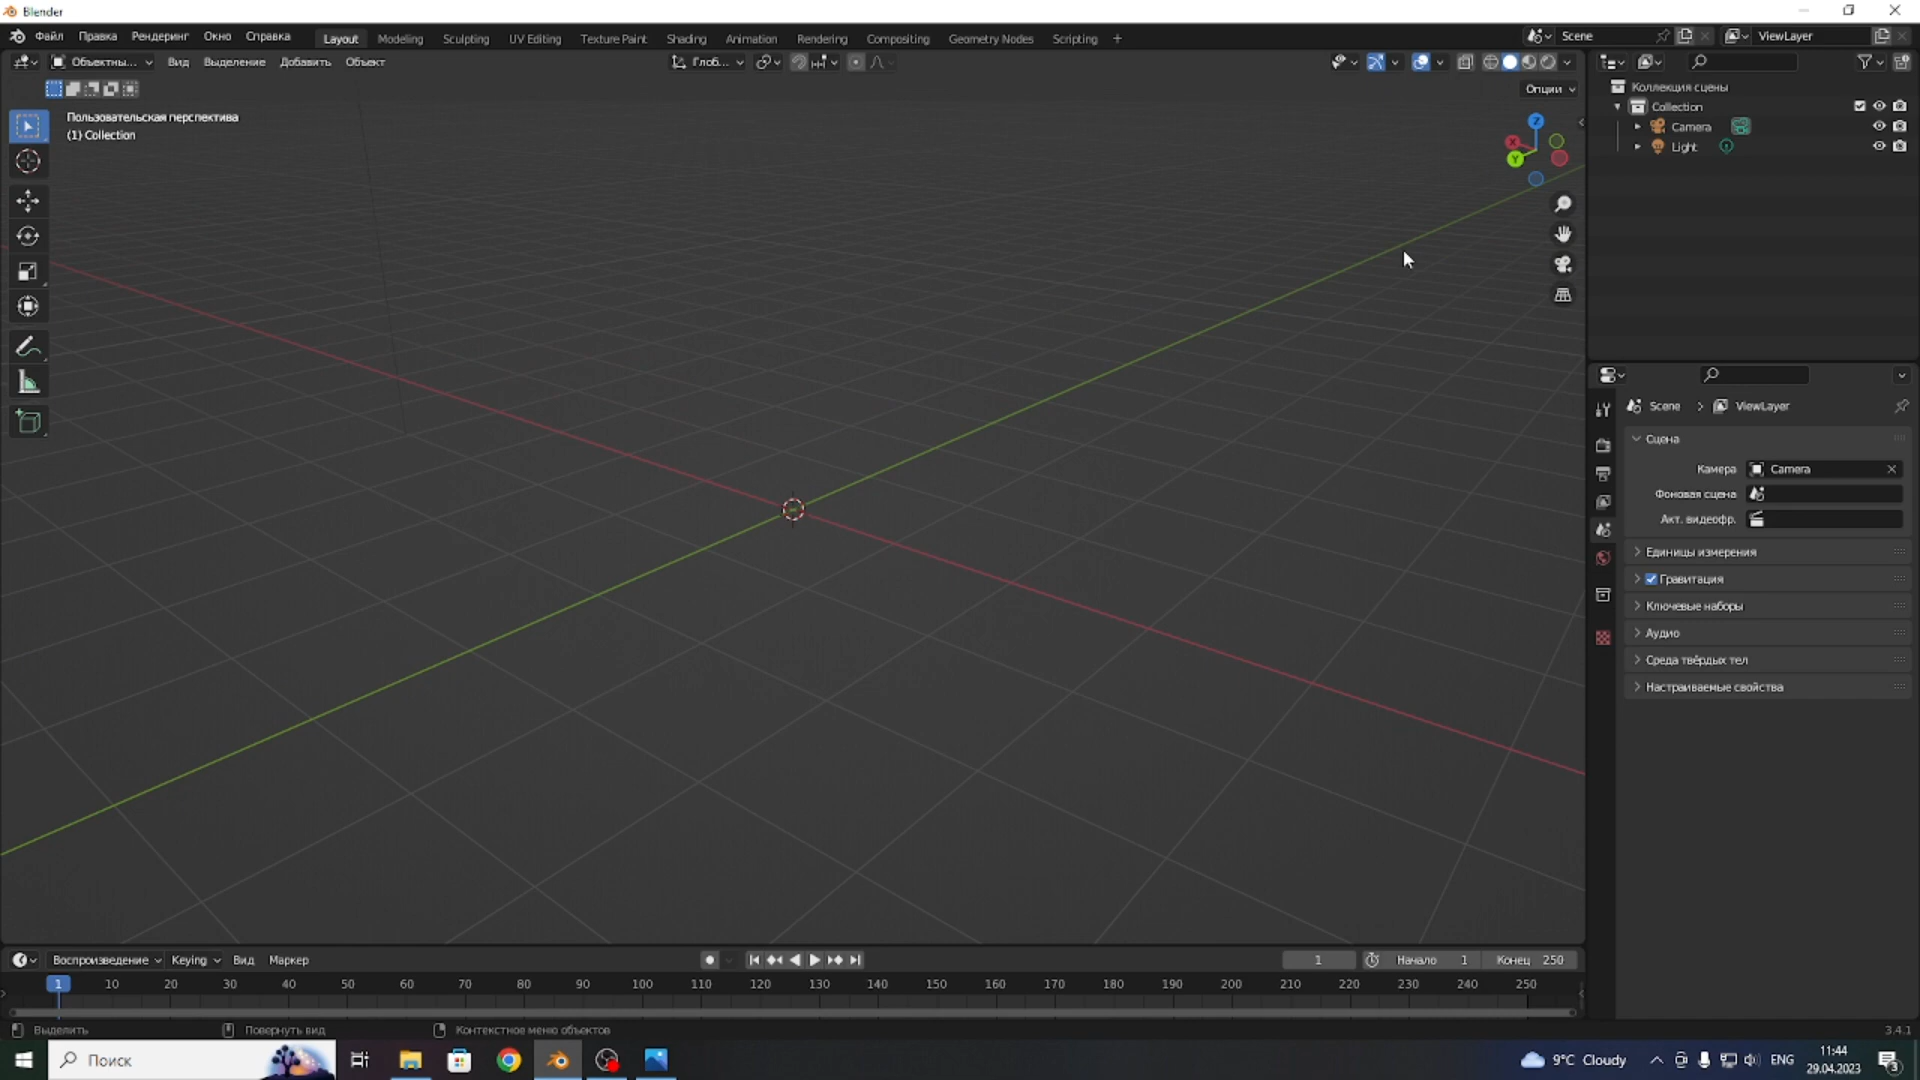 Blender
Файл Правка Рендеринг Окно Справка Layout Modeling Sculpting UV Editing Texture Paint Shading Animation Rendering Compositing Geometry Nodes Scripting + Scene ViewLayer
Объектны... Вид Выделение Добавить Объект Глоб...
Опции
Пользовательская перспектива
(1) Collection
Z
X
Y
Коллекция сцены
Collection
Camera
Light
Scene > ViewLayer
Сцена
Камера Camera
Фоновая сцена
Акт. видеофр.
Единицы измерения
Гравитация
Ключевые наборы
Аудио
Среда твёрдых тел
Настраиваемые свойства
Воспроизведение Keying Вид Маркер 1 Начало 1 Конец 250
1 10 20 30 40 50 60 70 80 90 100 110 120 130 140 150 160 170 180 190 200 210 220 230 240 250
Выделить Повернуть вид Контекстное меню объектов 3.4.1
Поиск 9°C Cloudy ENG 11:44
29.04.2023 3